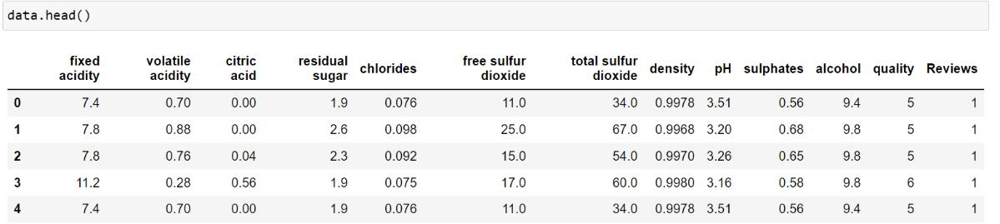 data.head()
fixed acidity volatile acidity citric acid residual sugar chlorides free sulfur dioxide total sulfur dioxide density pH sulphates alcohol quality Reviews
0 7.4 0.70 0.00 1.9 0.076 11.0 34.0 0.9978 3.51 0.56 9.4 5 1
1 7.8 0.88 0.00 2.6 0.098 25.0 67.0 0.9968 3.20 0.68 9.8 5 1
2 7.8 0.76 0.04 2.3 0.092 15.0 54.0 0.9970 3.26 0.65 9.8 5 1
3 11.2 0.28 0.56 1.9 0.075 17.0 60.0 0.9980 3.16 0.58 9.8 6 1
4 7.4 0.70 0.00 1.9 0.076 11.0 34.0 0.9978 3.51 0.56 9.4 5 1